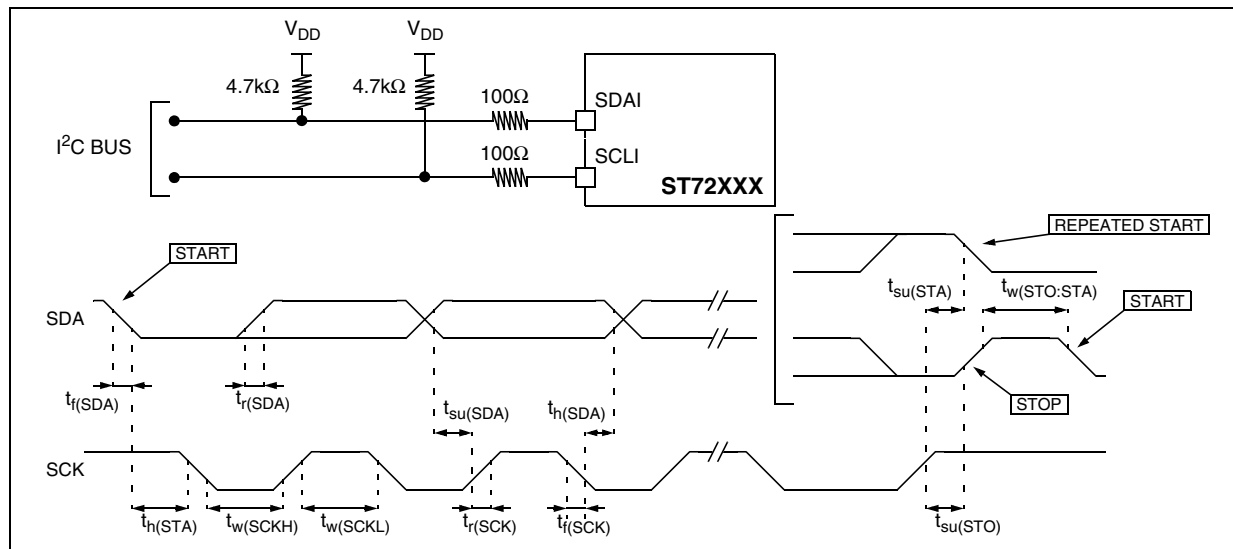 V_DD V_DD
4.7kΩ 4.7kΩ
100Ω SDAI
I²C BUS
100Ω SCLI
ST72XXX
REPEATED START
START
t_su(STA) t_w(STO:STA) START
SDA
t_f(SDA) t_r(SDA)
STOP
t_su(SDA) t_h(SDA)
SCK
t_h(STA) t_w(SCKH) t_w(SCKL) t_r(SCK) t_f(SCK) t_su(STO)